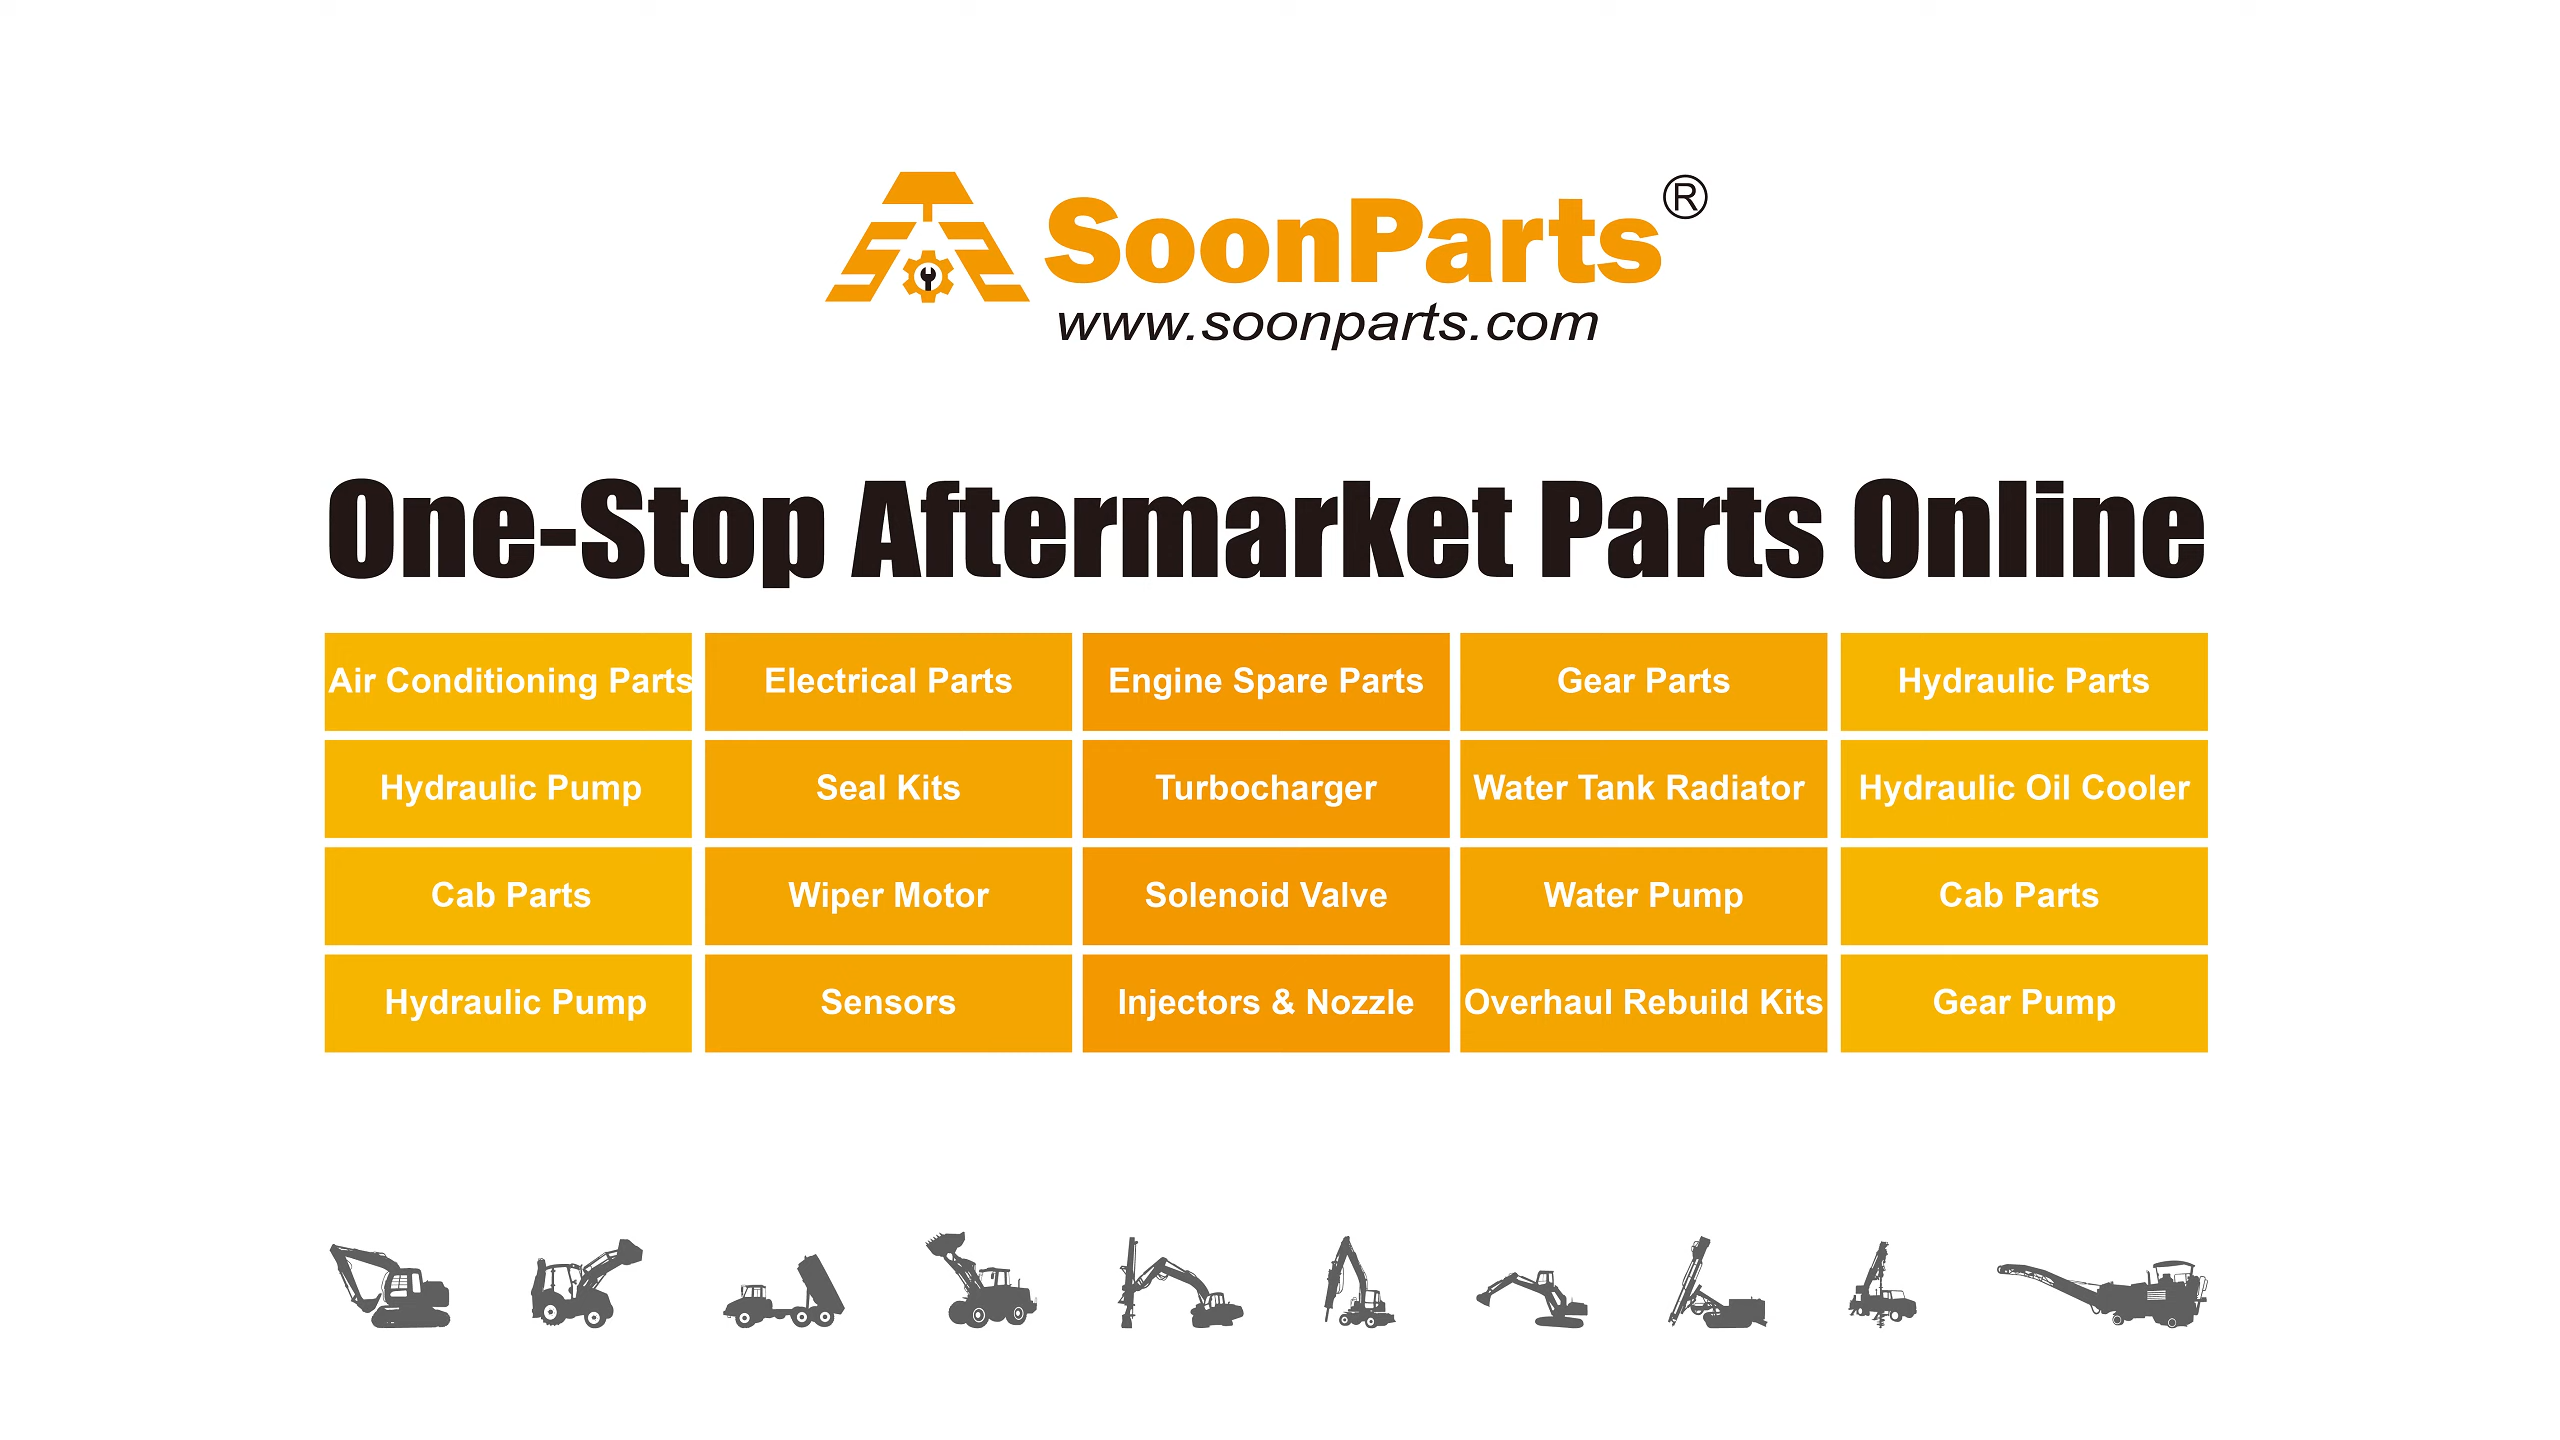 SoonParts®
www.soonparts.com
One-Stop Aftermarket Parts Online
Air Conditioning Parts
Electrical Parts
Engine Spare Parts
Gear Parts
Hydraulic Parts
Hydraulic Pump
Seal Kits
Turbocharger
Water Tank Radiator
Hydraulic Oil Cooler
Cab Parts
Wiper Motor
Solenoid Valve
Water Pump
Cab Parts
Hydraulic Pump
Sensors
Injectors & Nozzle
Overhaul Rebuild Kits
Gear Pump